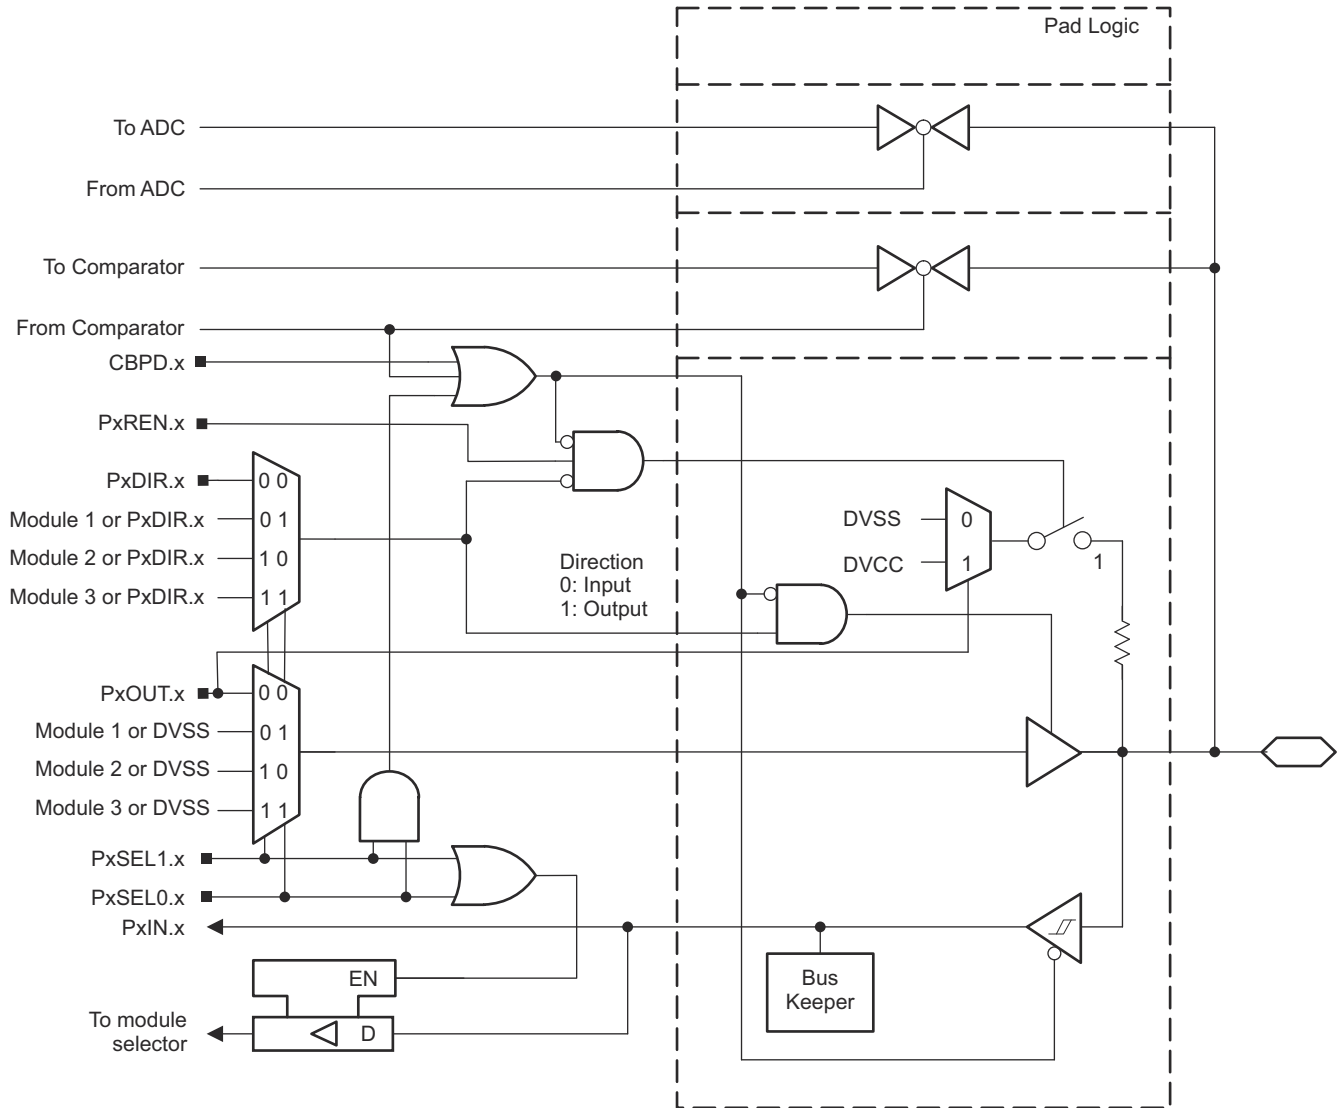 Pad Logic
To ADC
From ADC
To Comparator
From Comparator
CBPD.x
PxREN.x
PxDIR.x
0 0
Module 1 or PxDIR.x
0 1
Module 2 or PxDIR.x
1 0
Module 3 or PxDIR.x
1 1
Direction
0: Input
1: Output
DVSS
0
DVCC
1
1
PxOUT.x
0 0
Module 1 or DVSS
0 1
Module 2 or DVSS
1 0
Module 3 or DVSS
1 1
PxSEL1.x
PxSEL0.x
PxIN.x
Bus
Keeper
EN
D
To module
selector